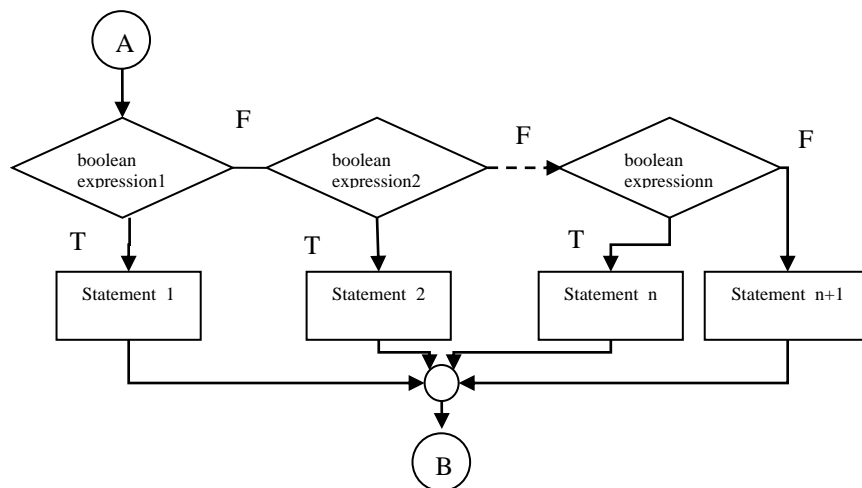 A
F
F
F
boolean
expression1
boolean
expression2
boolean
expressionn
T
T
T
Statement 1
Statement 2
Statement n
Statement n+1
B